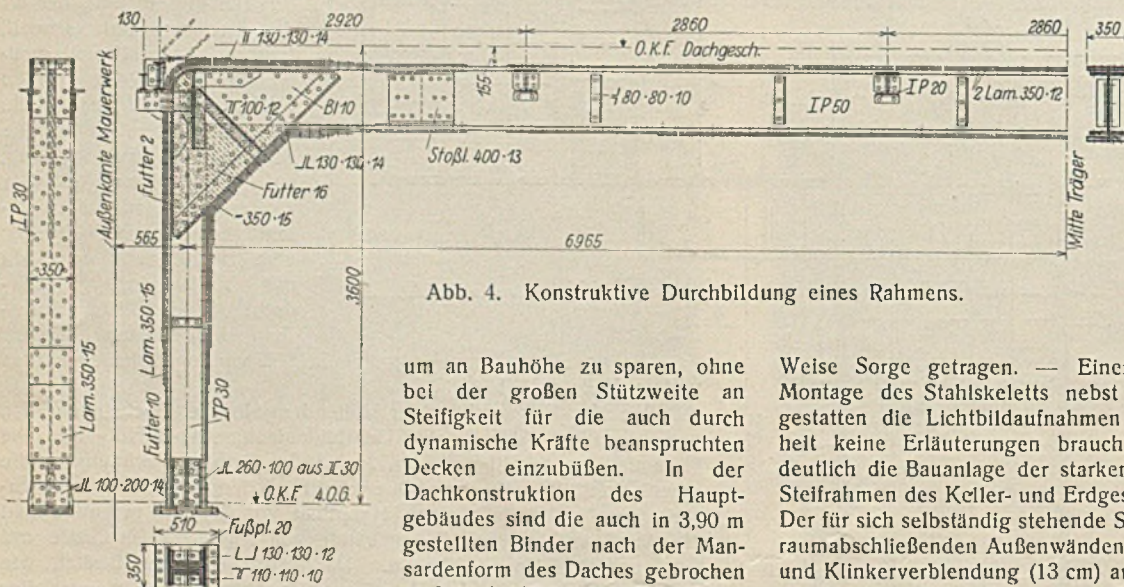 130
2920
2860
2860
350
130·130·14
O.K.F. Dachgesch.
155
100·12
Bl 10
80·80·10
IP 50
IP 20
2 Lam. 350·12
Außenkante Mauerwerk
Futter 2
130·130·14
Stoßl. 400·13
Futter 16
350·15
IP 30
565
6965
Mitte Träger
350
3600
Lam. 350·15
Abb. 4. Konstruktive Durchbildung eines Rahmens.
Lam. 350·15
Futter 10
IP 30
260·100 aus 30
100·200·14
O.K.F. 4.O.G.
Fußpl. 20
510
130·130·12
350
110·110·10
um an Bauhöhe zu sparen, ohne
bei der großen Stützweite an
Steifigkeit für die auch durch
dynamische Kräfte beanspruchten
Decken einzubüßen. In der
Dachkonstruktion des Haupt-
gebäudes sind die auch in 3,90 m
gestellten Binder nach der Man-
sardenform des Daches gebrochen
Weise Sorge getragen. — Einer
Montage des Stahlskeletts nebst
gestatten die Lichtbildaufnahmen
heit keine Erläuterungen brauch
deutlich die Bauanlage der starker
Steifrahmen des Keller- und Erdges
Der für sich selbständig stehende S
raumabschließenden Außenwänden
und Klinkerverblendung (13 cm) a